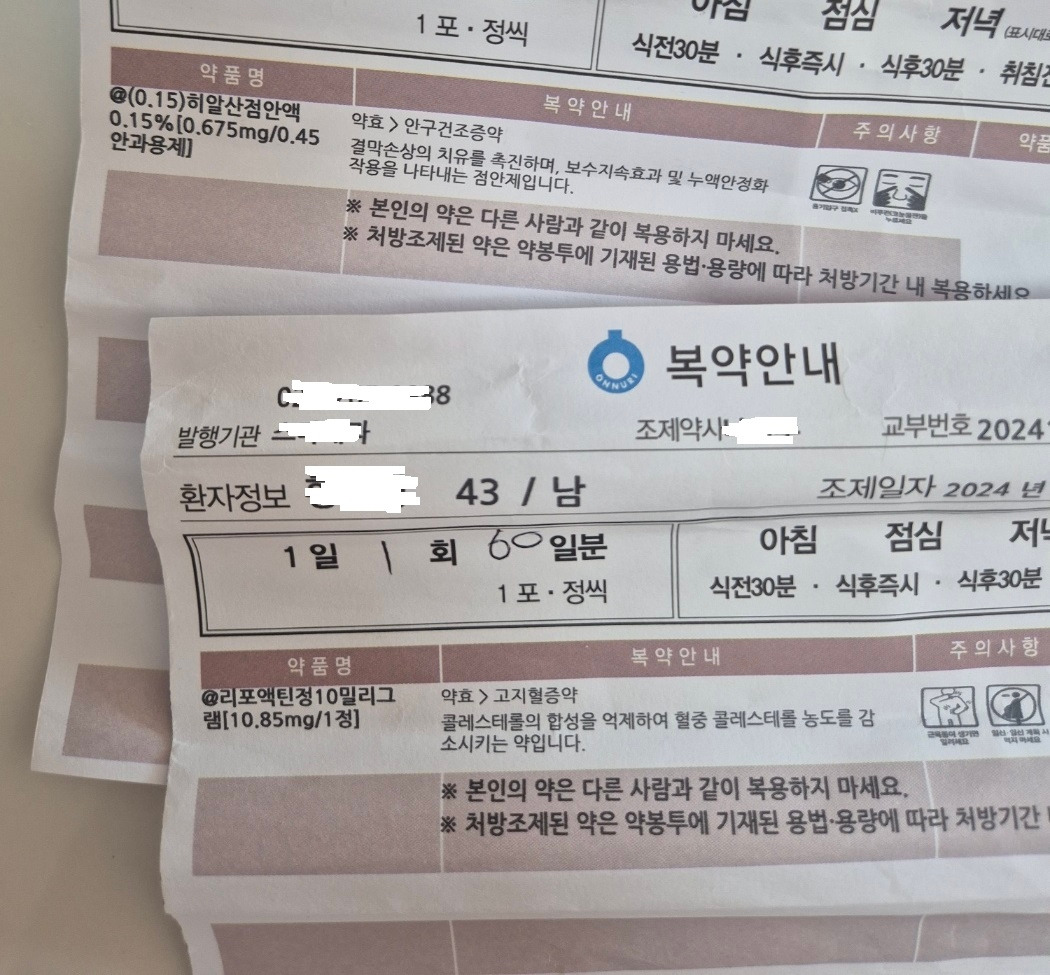 1 포 · 정씩
아침 점심 저녁 (표시대로
식전30분 · 식후즉시 · 식후30분 · 취침전
약 품 명 복 약 안 내 주 의 사 항 약품
@(0.15)히알산점안액
0.15%[0.675mg/0.45
안과용제]
약효 > 안구건조증약
결막손상의 치유를 촉진하며, 보수지속효과 및 누액안정화
작용을 나타내는 점안제입니다.
※ 본인의 약은 다른 사람과 같이 복용하지 마세요.
※ 처방조제된 약은 약봉투에 기재된 용법·용량에 따라 처방기간 내 복용하세요
ONNURI
복약안내
88
발행기관
조제약사
교부번호 2024
환자정보 43 / 남
조제일자 2024 년
1 일 1 회 60 일분
1 포 · 정씩
아침 점심 저녁
식전30분 · 식후즉시 · 식후30분
약 품 명 복 약 안 내 주 의 사 항
@리포액틴정10밀리그
램[10.85mg/1정]
약효 > 고지혈증약
콜레스테롤의 합성을 억제하여 혈중 콜레스테롤 농도를 감
소시키는 약입니다.
※ 본인의 약은 다른 사람과 같이 복용하지 마세요.
※ 처방조제된 약은 약봉투에 기재된 용법·용량에 따라 처방기간